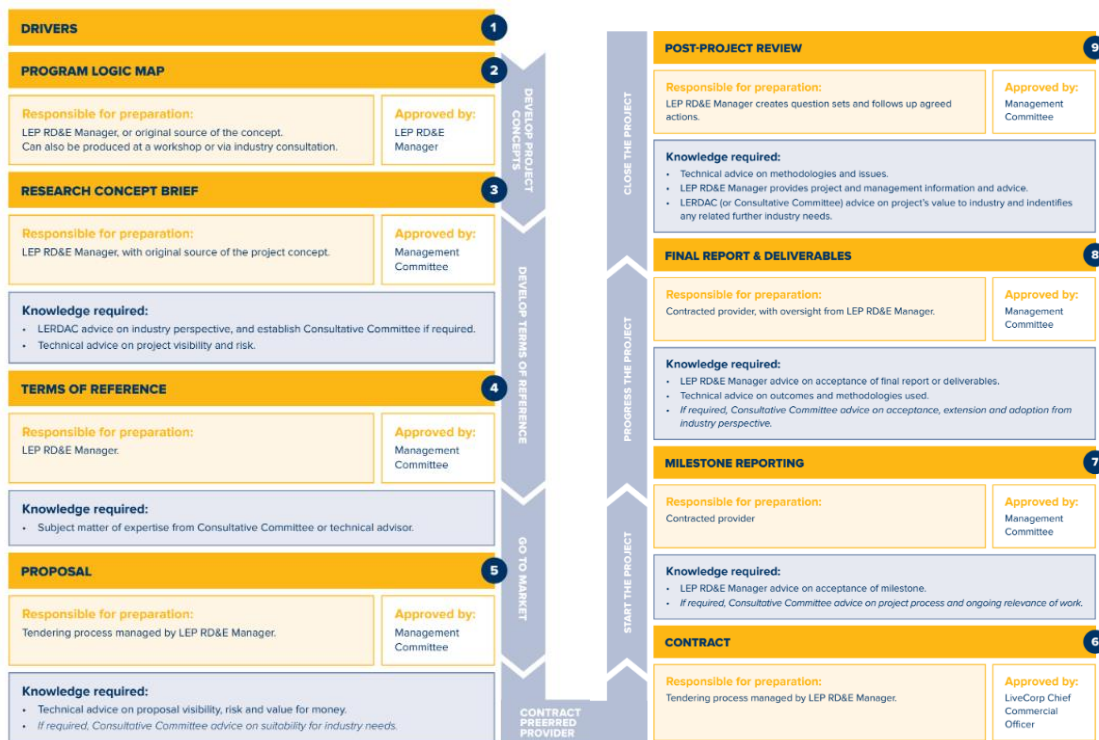 DRIVERS
1
PROGRAM LOGIC MAP
2
Responsible for preparation:
LEP RD&E Manager, or original source of the concept.
Can also be produced at a workshop or via industry consultation.
Approved by:
LEP RD&E
Manager
DEVELOP PROJECT
CONCEPTS
RESEARCH CONCEPT BRIEF
3
Responsible for preparation:
LEP RD&E Manager, with original source of the project concept.
Approved by:
Management
Committee
Knowledge required:
• LERDAC advice on industry perspective, and establish Consultative Committee if required.
• Technical advice on project visibility and risk.
DEVELOP TERMS OF REFERENCE
TERMS OF REFERENCE
4
Responsible for preparation:
LEP RD&E Manager.
Approved by:
Management
Committee
Knowledge required:
• Subject matter of expertise from Consultative Committee or technical advisor.
GO TO MARKET
PROPOSAL
5
Responsible for preparation:
Tendering process managed by LEP RD&E Manager.
Approved by:
Management
Committee
Knowledge required:
• Technical advice on proposal visibility, risk and value for money.
• If required, Consultative Committee advice on suitability for industry needs.
CONTRACT
PREERRED
PROVIDER
POST-PROJECT REVIEW
9
Responsible for preparation:
LEP RD&E Manager creates question sets and follows up agreed
actions.
Approved by:
Management
Committee
Knowledge required:
• Technical advice on methodologies and issues.
• LEP RD&E Manager provides project and management information and advice.
• LERDAC (or Consultative Committee) advice on project's value to industry and indentifies
any related further industry needs.
CLOSE THE PROJECT
FINAL REPORT & DELIVERABLES
8
Responsible for preparation:
Contracted provider, with oversight from LEP RD&E Manager.
Approved by:
Management
Committee
Knowledge required:
• LEP RD&E Manager advice on acceptance of final report or deliverables.
• Technical advice on outcomes and methodologies used.
• If required, Consultative Committee advice on acceptance, extension and adoption from
industry perspective.
PROGRESS THE PROJECT
MILESTONE REPORTING
7
Responsible for preparation:
Contracted provider
Approved by:
Management
Committee
Knowledge required:
• LEP RD&E Manager advice on acceptance of milestone.
• If required, Consultative Committee advice on project process and ongoing relevance of work.
START THE PROJECT
CONTRACT
6
Responsible for preparation:
Tendering process managed by LEP RD&E Manager.
Approved by:
LiveCorp Chief
Commercial
Officer